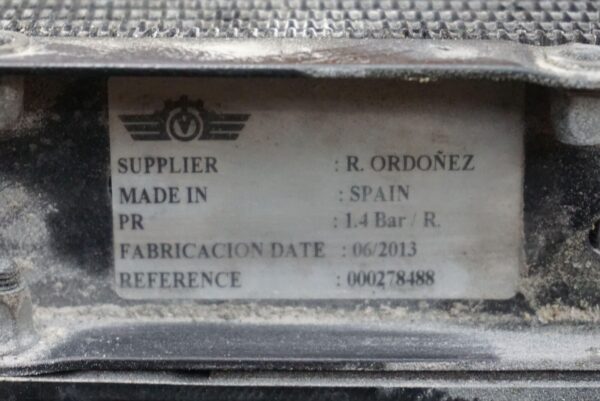 V
SUPPLIER : R. ORDOÑEZ
MADE IN : SPAIN
PR : 1.4 Bar / R.
FABRICACION DATE : 06/2013
REFERENCE : 000278488